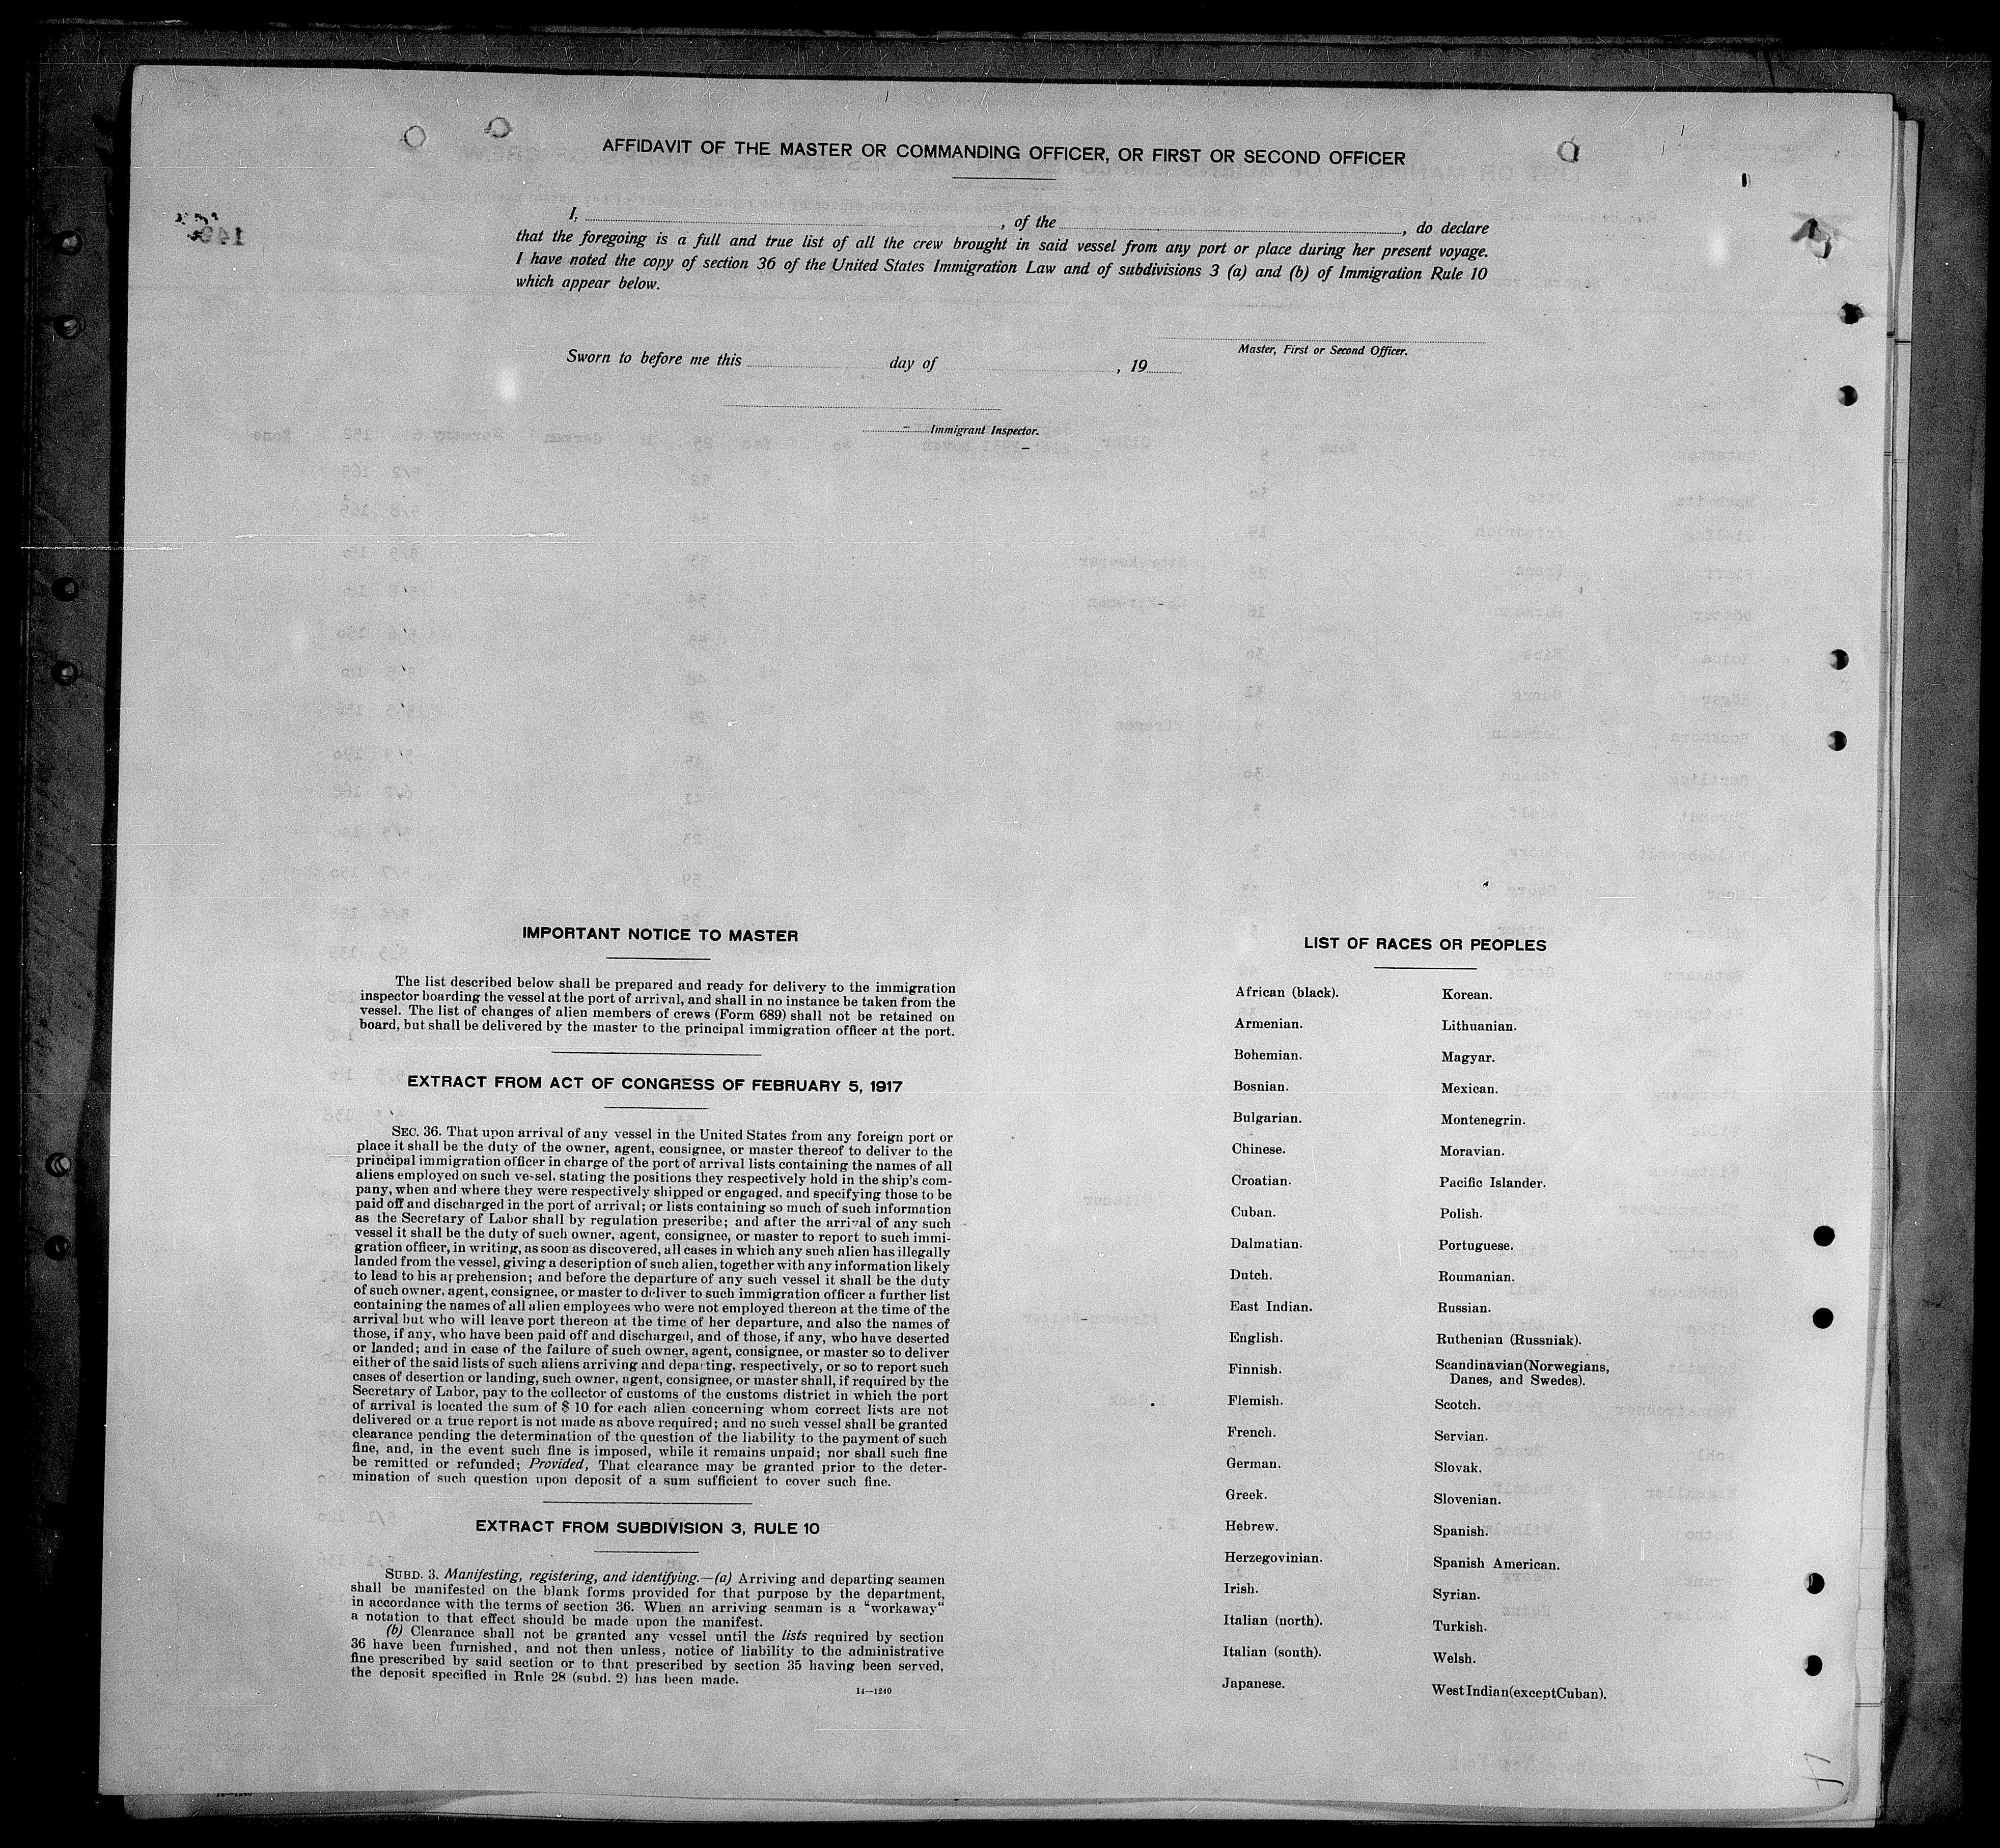 AFFIDAVIT OF THE MASTER OR COMMANDING OFFICER, OR FIRST OR SECOND OFFICER
I, , of the , do declare
that the foregoing is a full and true list of all the crew brought in said vessel from any port or place during her present voyage.
I have noted the copy of section 36 of the United States Immigration Law and of subdivisions 3 (a) and (b) of Immigration Rule 10
which appear below.
Master, First or Second Officer.
Sworn to before me this day of , 19
Immigrant Inspector.
IMPORTANT NOTICE TO MASTER
The list described below shall be prepared and ready for delivery to the immigration
inspector boarding the vessel at the port of arrival, and shall in no instance be taken from the
vessel. The list of changes of alien members of crews (Form 689) shall not be retained on
board, but shall be delivered by the master to the principal immigration officer at the port.
EXTRACT FROM ACT OF CONGRESS OF FEBRUARY 5, 1917
SEC. 36. That upon arrival of any vessel in the United States from any foreign port or
place it shall be the duty of the owner, agent, consignee, or master thereof to deliver to the
principal immigration officer in charge of the port of arrival lists containing the names of all
aliens employed on such ve-sel, stating the positions they respectively hold in the ship's com-
pany, when and where they were respectively shipped or engaged, and specifying those to be
paid off and discharged in the port of arrival; or lists containing so much of such information
as the Secretary of Labor shall by regulation prescribe; and after the arrival of any such
vessel it shall be the duty of such owner, agent, consignee, or master to report to such immi-
gration officer, in writing, as soon as discovered, all cases in which any such alien has illegally
landed from the vessel, giving a description of such alien, together with any information likely
to lead to his apprehension; and before the departure of any such vessel it shall be the duty
of such owner, agent, consignee, or master to deliver to such immigration officer a further list
containing the names of all alien employees who were not employed thereon at the time of the
arrival but who will leave port thereon at the time of her departure, and also the names of
those, if any, who have been paid off and discharged, and of those, if any, who have deserted
or landed; and in case of the failure of such owner, agent, consignee, or master so to deliver
either of the said lists of such aliens arriving and departing, respectively, or so to report such
cases of desertion or landing, such owner, agent, consignee, or master shall, if required by the
Secretary of Labor, pay to the collector of customs of the customs district in which the port
of arrival is located the sum of $ 10 for each alien concerning whom correct lists are not
delivered or a true report is not made as above required; and no such vessel shall be granted
clearance pending the determination of the question of the liability to the payment of such
fine, and, in the event such fine is imposed, while it remains unpaid; nor shall such fine
be remitted or refunded; Provided, That clearance may be granted prior to the deter-
mination of such question upon deposit of a sum sufficient to cover such fine.
EXTRACT FROM SUBDIVISION 3, RULE 10
SUBD. 3. Manifesting, registering, and identifying.—(a) Arriving and departing seamen
shall be manifested on the blank forms provided for that purpose by the department,
in accordance with the terms of section 36. When an arriving seaman is a "workaway"
a notation to that effect should be made upon the manifest.
(b) Clearance shall not be granted any vessel until the lists required by section
36 have been furnished, and not then unless, notice of liability to the administrative
fine prescribed by said section or to that prescribed by section 35 having been served,
the deposit specified in Rule 28 (subd. 2) has been made.
14—1240
LIST OF RACES OR PEOPLES
African (black).
Armenian.
Bohemian.
Bosnian.
Bulgarian.
Chinese.
Croatian.
Cuban.
Dalmatian.
Dutch.
East Indian.
English.
Finnish.
Flemish.
French.
German.
Greek.
Hebrew.
Herzegovinian.
Irish.
Italian (north).
Italian (south).
Japanese.
Korean.
Lithuanian.
Magyar.
Mexican.
Montenegrin.
Moravian.
Pacific Islander.
Polish.
Portuguese.
Roumanian.
Russian.
Ruthenian (Russniak).
Scandinavian (Norwegians,
Danes, and Swedes).
Scotch.
Servian.
Slovak.
Slovenian.
Spanish.
Spanish American.
Syrian.
Turkish.
Welsh.
West Indian (except Cuban).